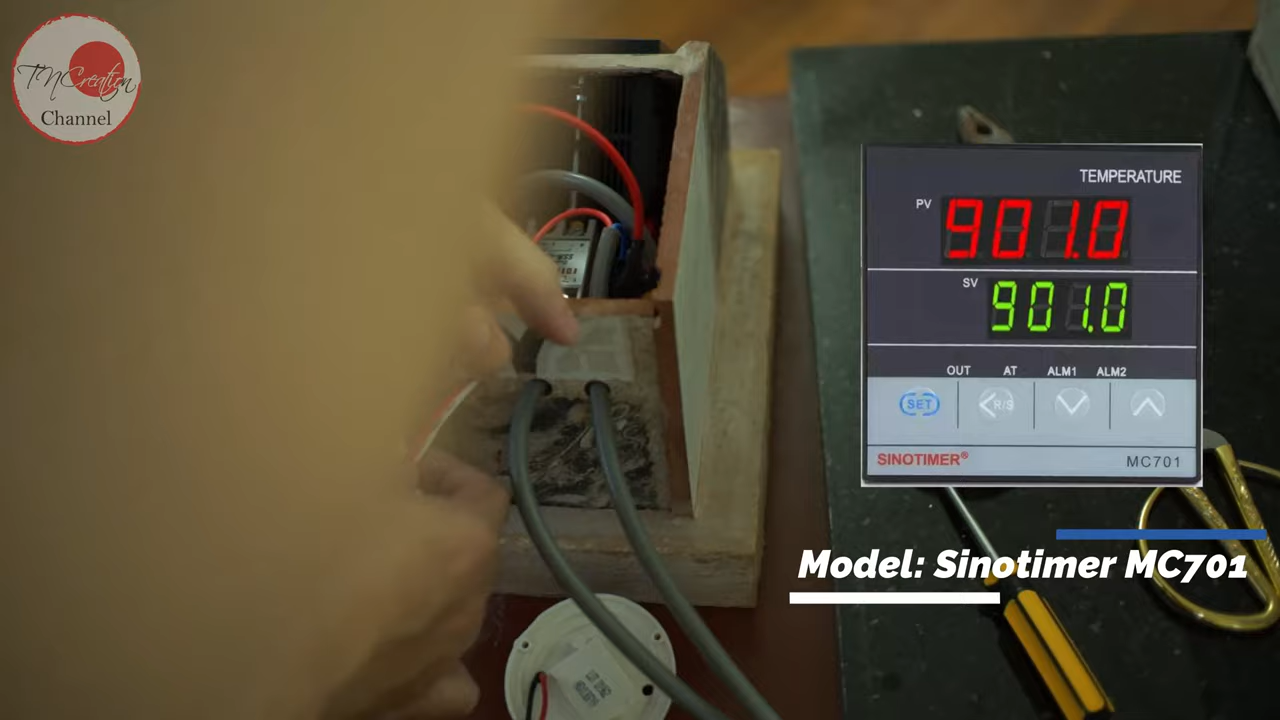 TNCreation
Channel
TEMPERATURE
PV 901.0
SV 901.0
OUT AT ALM1 ALM2
SET <R/S
SINOTIMER® MC701
Model: Sinotimer MC701